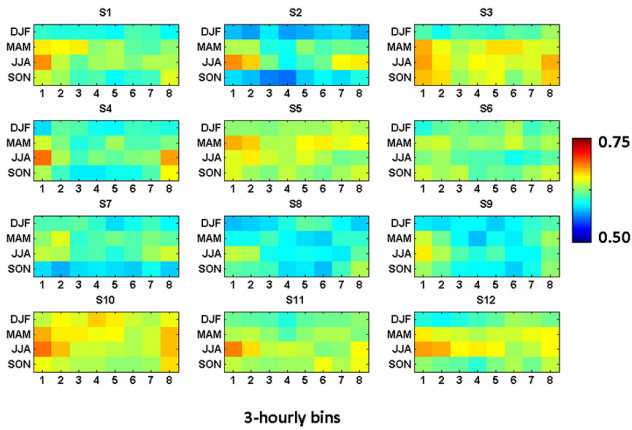 S1 S2 S3
DJF DJF DJF
MAM MAM MAM
JJA JJA JJA
SON SON SON
1 2 3 4 5 6 7 8 1 2 3 4 5 6 7 8 1 2 3 4 5 6 7 8
S4 S5 S6
DJF DJF DJF
MAM MAM MAM
JJA JJA JJA
SON SON SON
1 2 3 4 5 6 7 8 1 2 3 4 5 6 7 8 1 2 3 4 5 6 7 8
0.75
0.50
S7 S8 S9
DJF DJF DJF
MAM MAM MAM
JJA JJA JJA
SON SON SON
1 2 3 4 5 6 7 8 1 2 3 4 5 6 7 8 1 2 3 4 5 6 7 8
S10 S11 S12
DJF DJF DJF
MAM MAM MAM
JJA JJA JJA
SON SON SON
1 2 3 4 5 6 7 8 1 2 3 4 5 6 7 8 1 2 3 4 5 6 7 8
3-hourly bins